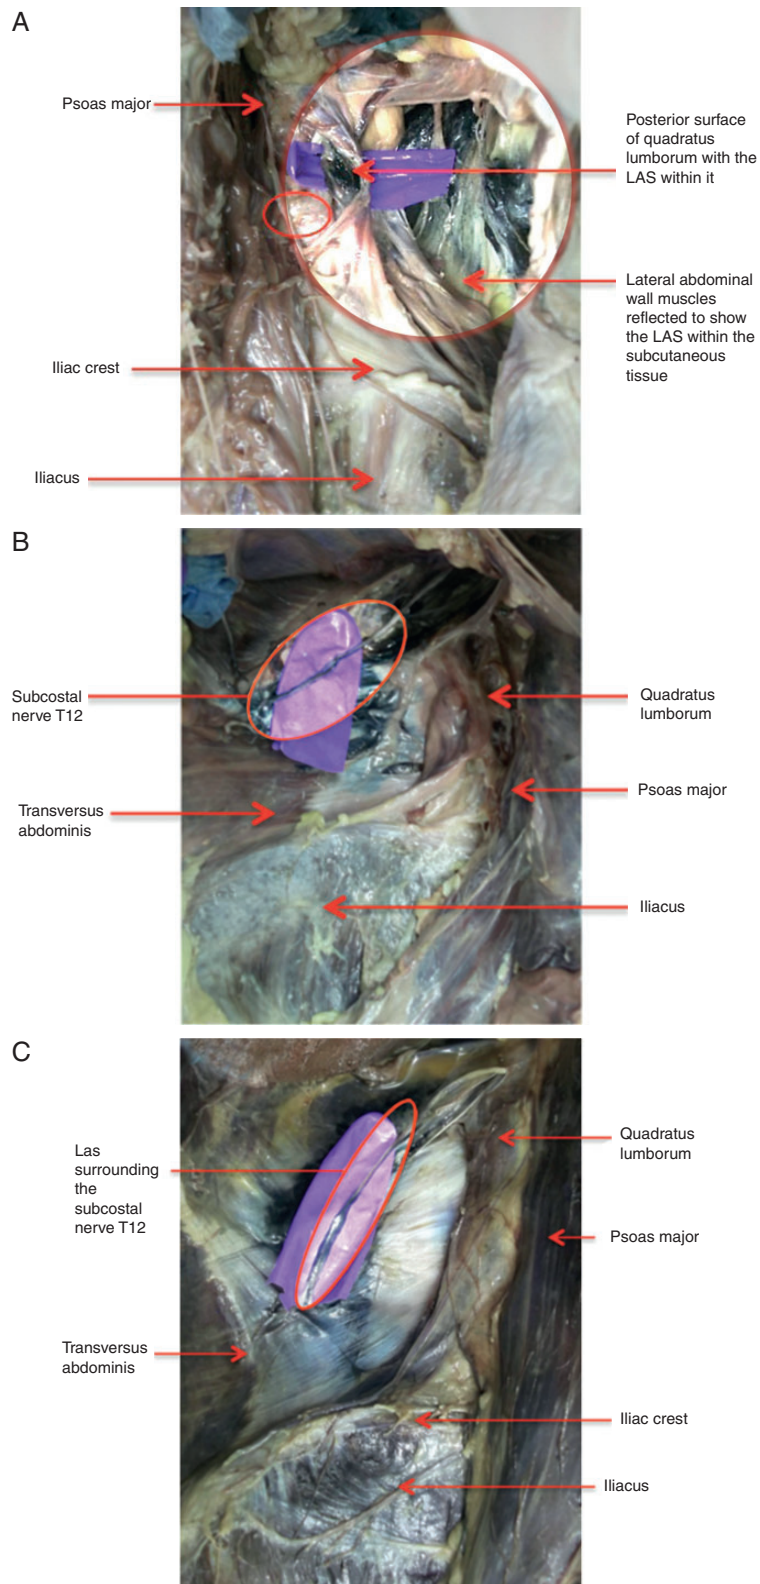 A
Psoas major
Posterior surface
of quadratus
lumborum with the
LAS within it
Lateral abdominal
wall muscles
reflected to show
the LAS within the
subcutaneous
tissue
Iliac crest
Iliacus
B
Subcostal
nerve T12
Quadratus
lumborum
Psoas major
Transversus
abdominis
Iliacus
C
Las
surrounding
the
subcostal
nerve T12
Quadratus
lumborum
Psoas major
Transversus
abdominis
Iliac crest
Iliacus